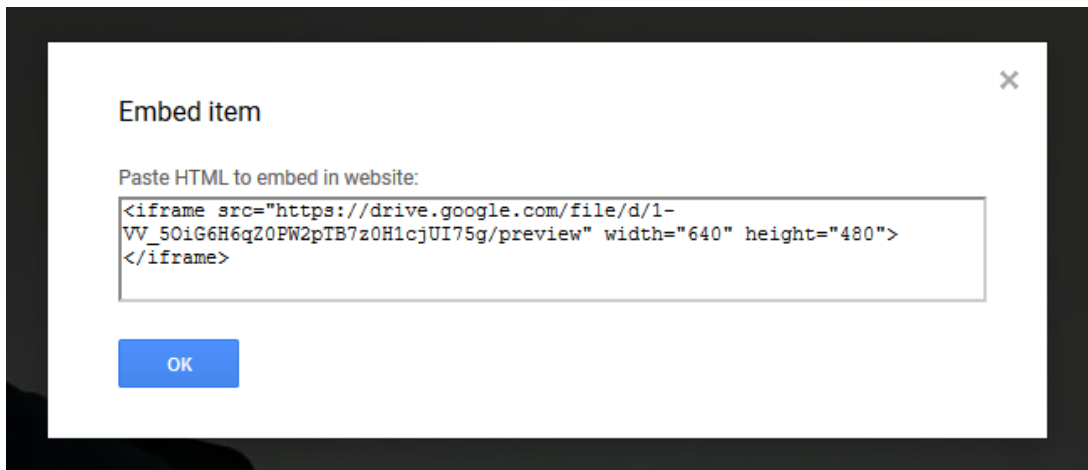 Embed item
Paste HTML to embed in website:
<iframe src="https://drive.google.com/file/d/1-
VV_5OiG6H6qZ0PW2pTB7z0H1cjUI75g/preview" width="640" height="480">
</iframe>
OK